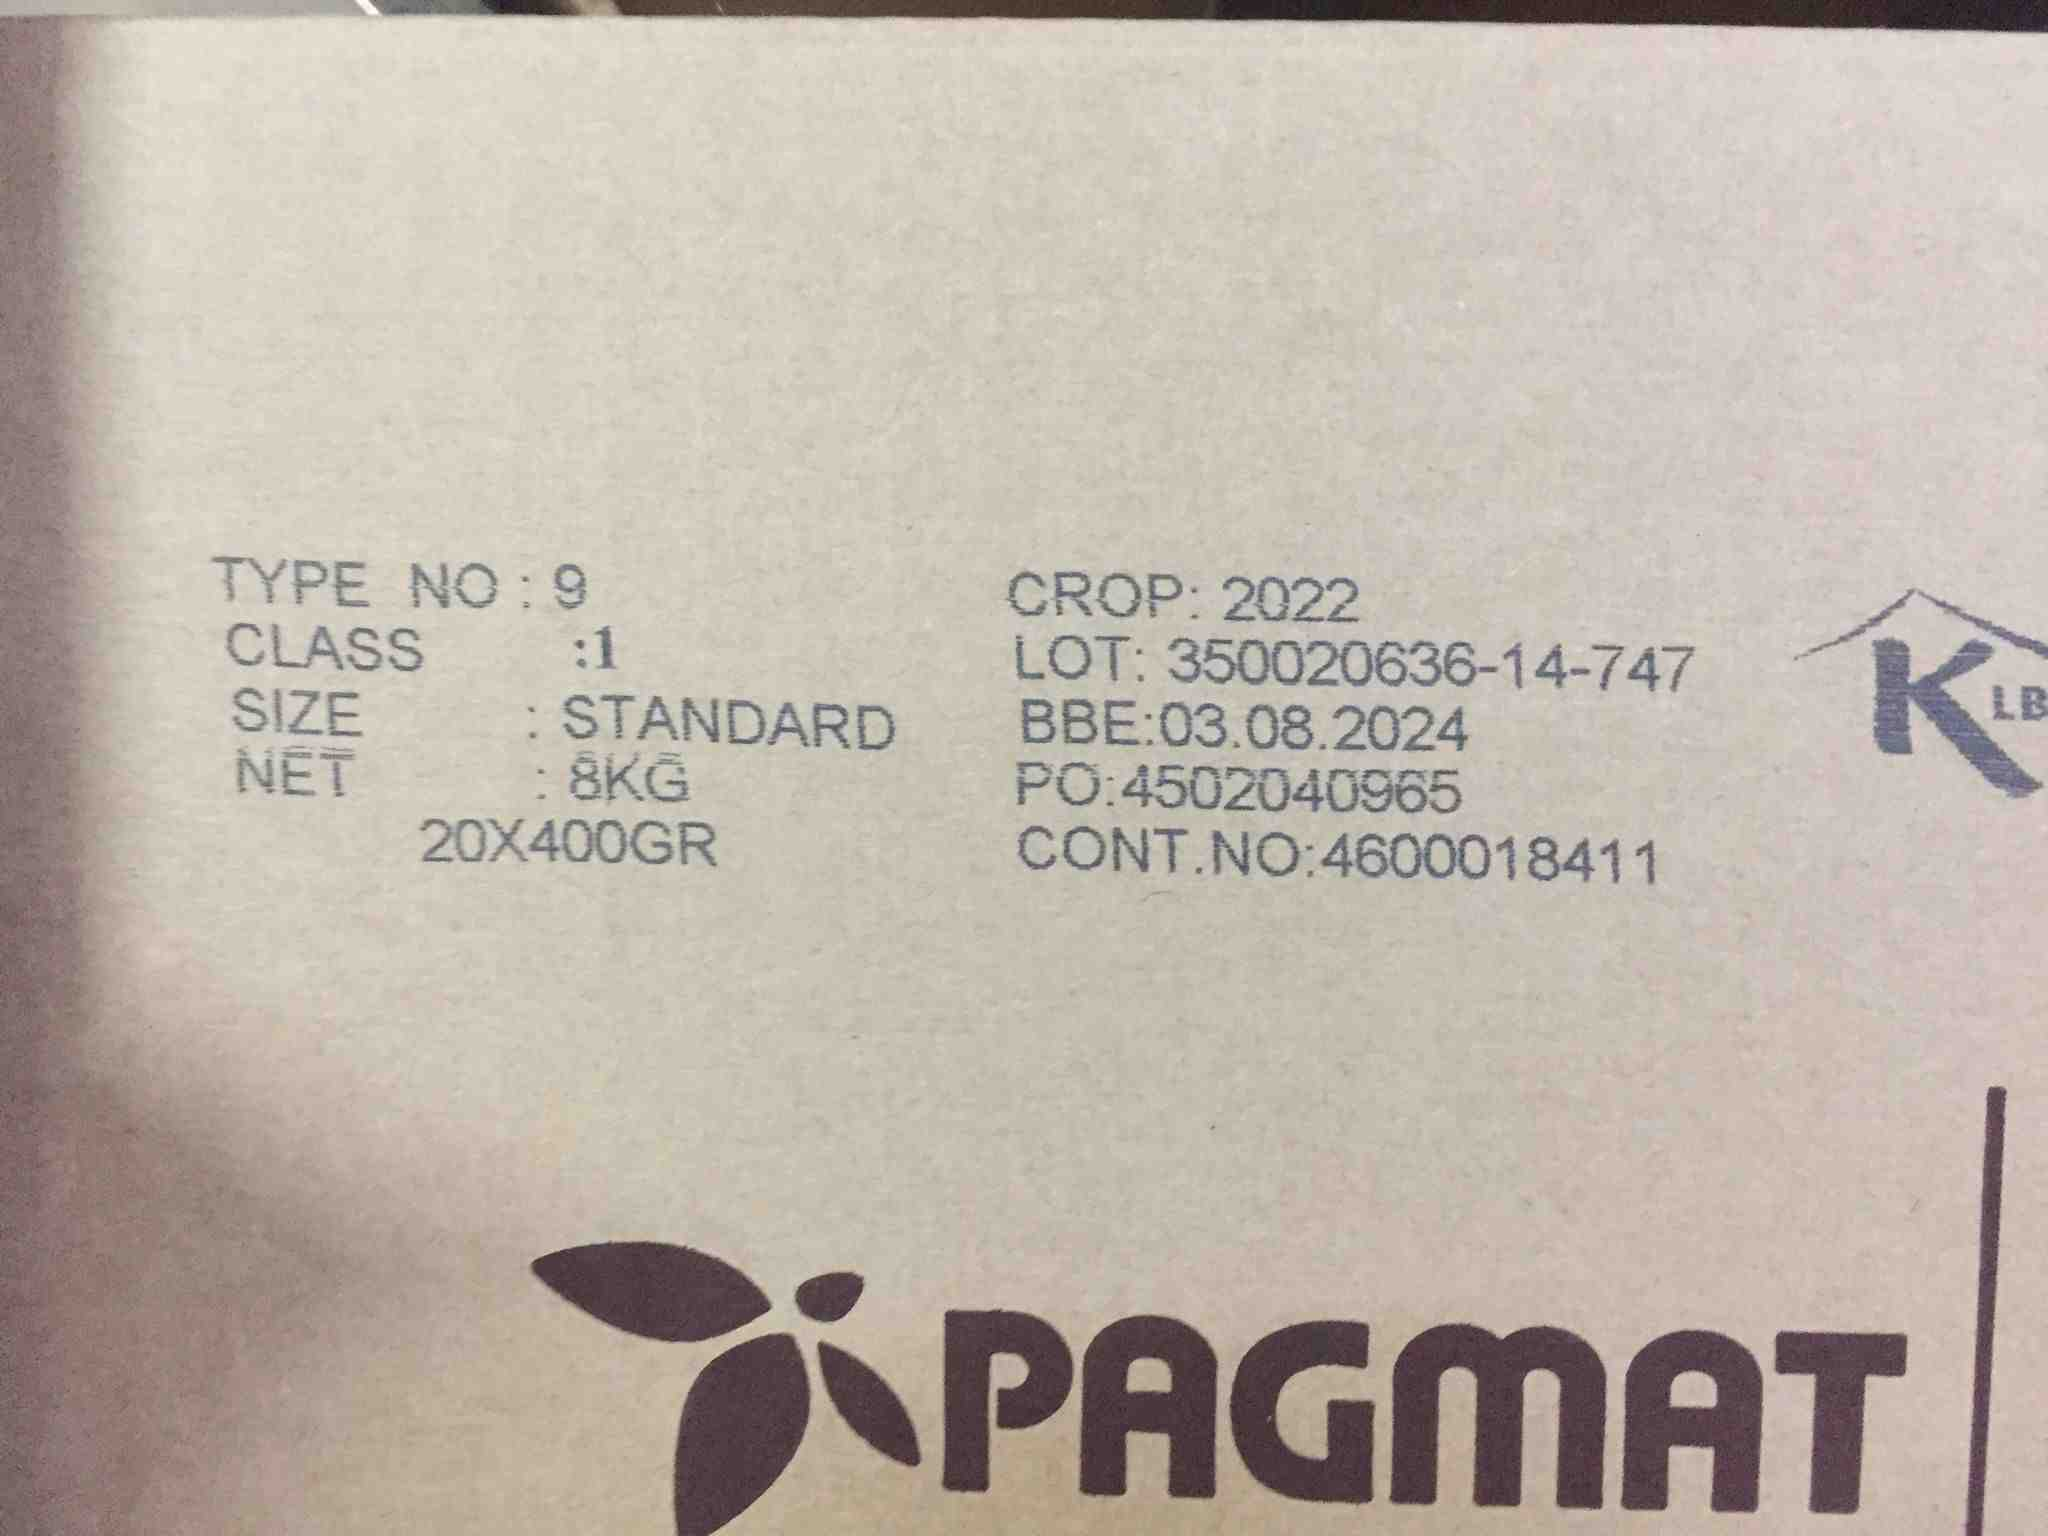 TYPE NO : 9
CLASS :1
SIZE : STANDARD
NET : 8KG
20X400GR
CROP: 2022
LOT: 350020636-14-747
BBE:03.08.2024
PO:4502040965
CONT.NO:4600018411
K LB
PAGMAT